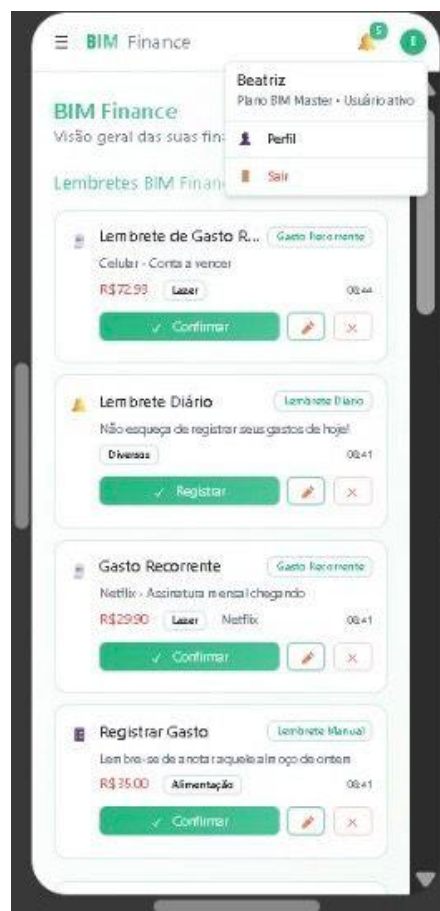 BIM Finance
5
Beatriz
Plano BIM Master • Usuário ativo
Perfil
Sair
BIM Finance
Visão geral das suas fin
Lembretes BIM Finan
Lembrete de Gasto R... Gasto Recorrente
Celular - Conta a vencer
R$72.93 Lazer 08:44
✓ Confirmar
Lembrete Diário Lembrete Diário
Não esqueça de registrar seus gastos de hoje!
Diversos 08:41
✓ Registrar
Gasto Recorrente Gasto Recorrente
Netflix - Assinatura mensal chegando
R$29.90 Lazer Netflix 08:41
✓ Confirmar
Registrar Gasto Lembrete Manual
Lembre-se de anotar aquele almoço de ontem
R$35.00 Alimentação 08:41
✓ Confirmar